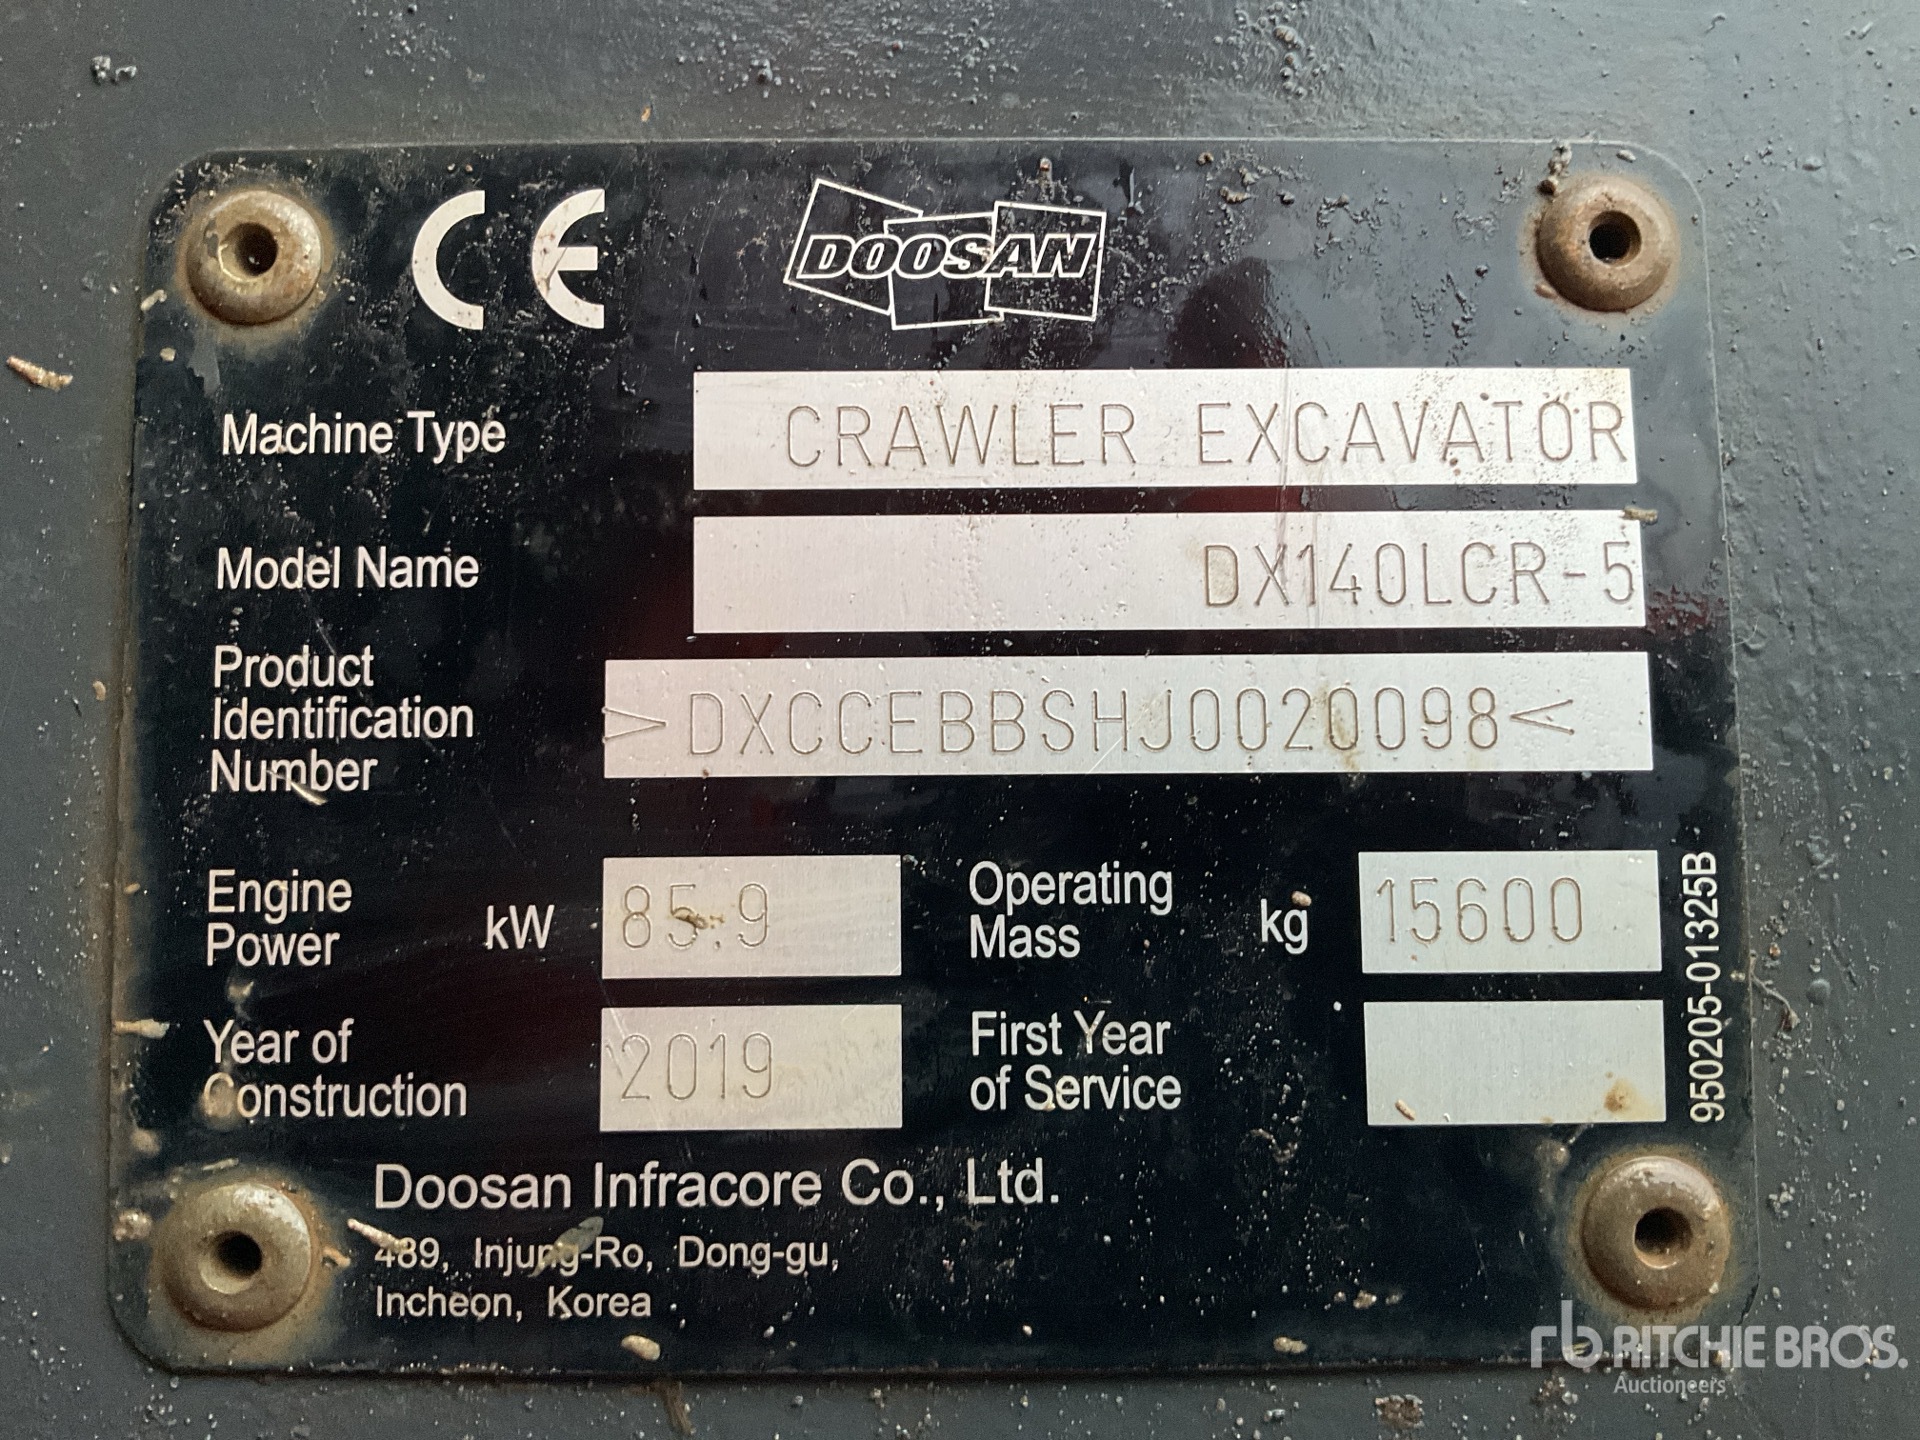 CE
DOOSAN
Machine Type CRAWLER EXCAVATOR
Model Name DX140LCR-5
Product
Identification
Number
>DXCCEBBSHJ0020098<
Engine
Power kW 85.9
Operating
Mass kg 15600
Year of
Construction 2019
First Year
of Service
950205-01325B
Doosan Infracore Co., Ltd.
489, Injung-Ro, Dong-gu,
Incheon, Korea
rb RITCHIE BROS.
Auctioneers